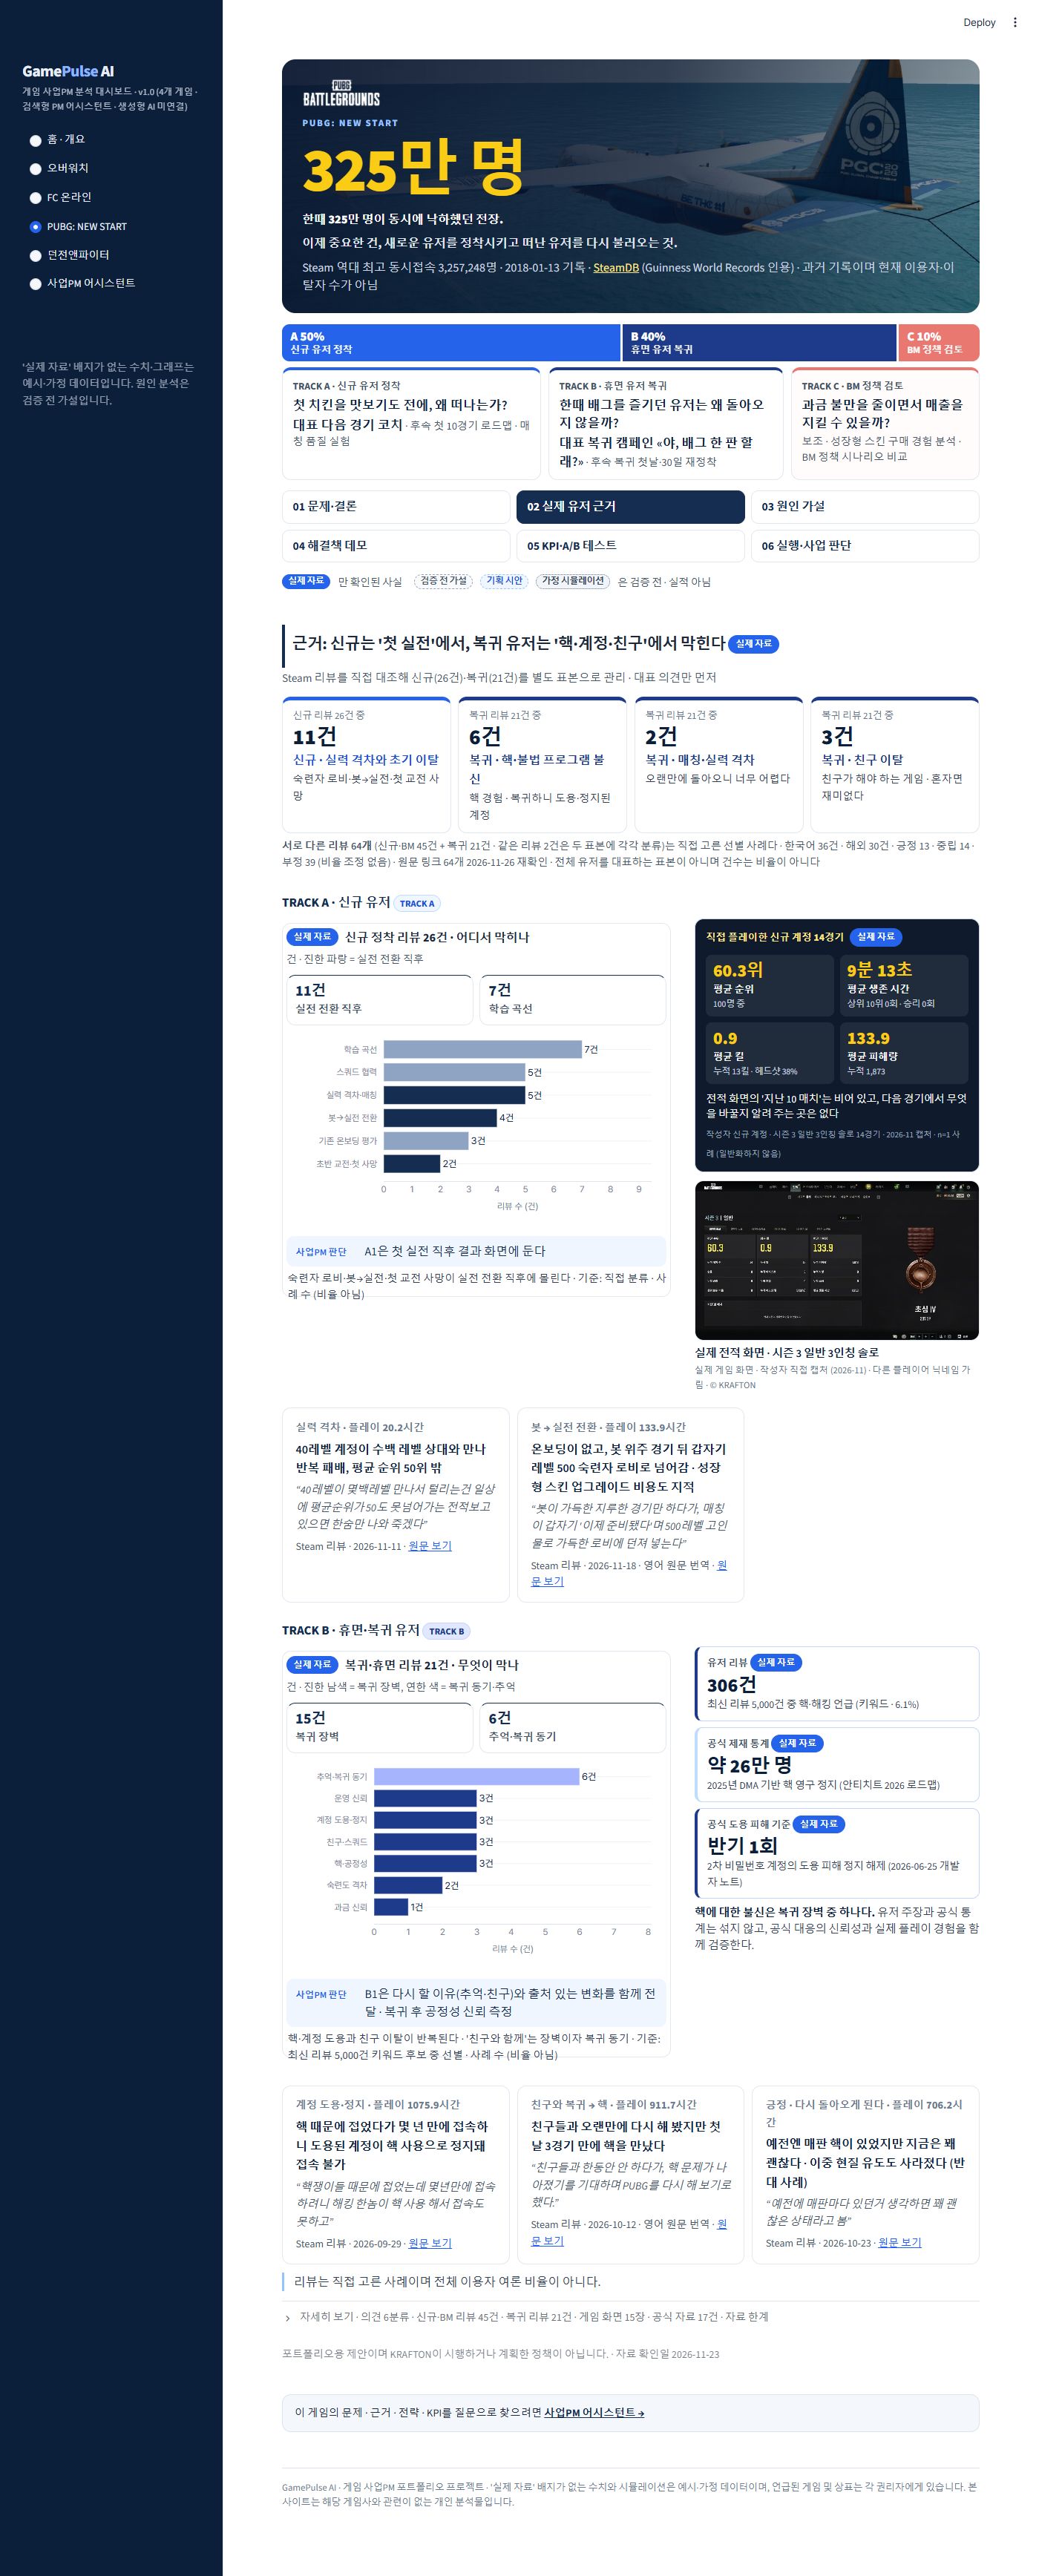 Deploy
GamePulse AI
게임 사업PM 분석 대시보드 · v1.0 (4개 게임 ·
검색형 PM 어시스턴트 · 생성형 AI 미연결)
홈 · 개요
오버워치
FC 온라인
PUBG: NEW START
던전앤파이터
사업PM 어시스턴트
'실제 자료' 배지가 없는 수치·그래프는
예시·가정 데이터입니다. 원인 분석은
검증 전 가설입니다.
PUBG
BATTLEGROUNDS
PUBG: NEW START
325만 명
한때 325만 명이 동시에 낙하했던 전장.
이제 중요한 건, 새로운 유저를 정착시키고 떠난 유저를 다시 불러오는 것.
Steam 역대 최고 동시접속 3,257,248명 · 2018-01-13 기록 · SteamDB (Guinness World Records 인용) · 과거 기록이며 현재 이용자·이
탈자 수가 아님
A 50%
신규 유저 정착
B 40%
휴면 유저 복귀
C 10%
BM 정책 검토
TRACK A · 신규 유저 정착
첫 치킨을 맛보기도 전에, 왜 떠나는가?
대표 다음 경기 코치 · 후속 첫 10경기 로드맵 · 매
칭 품질 실험
TRACK B · 휴면 유저 복귀
한때 배그를 즐기던 유저는 왜 돌아오
지 않을까?
대표 복귀 캠페인 «야, 배그 한 판 할
래?» · 후속 복귀 첫날·30일 재정착
TRACK C · BM 정책 검토
과금 불만을 줄이면서 매출을
지킬 수 있을까?
보조 · 성장형 스킨 구매 경험 분석 ·
BM 정책 시나리오 비교
01 문제·결론
02 실제 유저 근거
03 원인 가설
04 해결책 데모
05 KPI·A/B 테스트
06 실행·사업 판단
실제 자료 만 확인된 사실 검증 전 가설 기획 시안 가정 시뮬레이션 은 검증 전 · 실적 아님
근거: 신규는 '첫 실전'에서, 복귀 유저는 '핵·계정·친구'에서 막힌다 실제 자료
Steam 리뷰를 직접 대조해 신규(26건)·복귀(21건)를 별도 표본으로 관리 · 대표 의견만 먼저
신규 리뷰 26건 중
11건
신규 · 실력 격차와 초기 이탈
숙련자 로비·봇→실전·첫 교전 사
망
복귀 리뷰 21건 중
6건
복귀 · 핵·불법 프로그램 불
신
핵 경험 · 복귀하니 도용·정지된
계정
복귀 리뷰 21건 중
2건
복귀 · 매칭·실력 격차
오랜만에 돌아오니 너무 어렵다
복귀 리뷰 21건 중
3건
복귀 · 친구 이탈
친구가 해야 하는 게임 · 혼자면
재미없다
서로 다른 리뷰 64개 (신규·BM 45건 + 복귀 21건 · 같은 리뷰 2건은 두 표본에 각각 분류)는 직접 고른 선별 사례다 · 한국어 36건 · 해외 30건 · 긍정 13 · 중립 14 ·
부정 39 (비율 조정 없음) · 원문 링크 64개 2026-11-26 재확인 · 전체 유저를 대표하는 표본이 아니며 건수는 비율이 아니다
TRACK A · 신규 유저 TRACK A
실제 자료 신규 정착 리뷰 26건 · 어디서 막히나
건 · 진한 파랑 = 실전 전환 직후
11건
실전 전환 직후
7건
학습 곡선
학습 곡선 7건
스쿼드 협력 5건
실력 격차·매칭 5건
봇→실전 전환 4건
기존 온보딩 평가 3건
초반 교전·첫 사망 2건
0 1 2 3 4 5 6 7 8 9
리뷰 수 (건)
사업PM 판단 A1은 첫 실전 직후 결과 화면에 둔다
숙련자 로비·봇→실전·첫 교전 사망이 실전 전환 직후에 몰린다 · 기준: 직접 분류 · 사
례 수 (비율 아님)
직접 플레이한 신규 계정 14경기 실제 자료
60.3위
평균 순위
100명 중
9분 13초
평균 생존 시간
상위 10위 0회 · 승리 0회
0.9
평균 킬
누적 13킬 · 헤드샷 38%
133.9
평균 피해량
누적 1,873
전적 화면의 '지난 10 매치'는 비어 있고, 다음 경기에서 무엇
을 바꿀지 알려 주는 곳은 없다
작성자 신규 계정 · 시즌 3 일반 3인칭 솔로 14경기 · 2026-11 캡처 · n=1 사
례 (일반화하지 않음)
시즌 3 일반
60.3
0.9
133.9
초심 IV
실제 전적 화면 · 시즌 3 일반 3인칭 솔로
실제 게임 화면 · 작성자 직접 캡처 (2026-11) · 다른 플레이어 닉네임 가
림 · © KRAFTON
실력 격차 · 플레이 20.2시간
40레벨 계정이 수백 레벨 상대와 만나
반복 패배, 평균 순위 50위 밖
“40레벨이 몇백레벨 만나서 털리는건 일상
에 평균순위가 50도 못넘어가는 전적보고
있으면 한숨만 나와 죽겠다”
Steam 리뷰 · 2026-11-11 · 원문 보기
봇 → 실전 전환 · 플레이 133.9시간
온보딩이 없고, 봇 위주 경기 뒤 갑자기
레벨 500 숙련자 로비로 넘어감 · 성장
형 스킨 업그레이드 비용도 지적
“봇이 가득한 지루한 경기만 하다가, 매칭
이 갑자기 '이제 준비됐다'며 500레벨 고인
물로 가득한 로비에 던져 넣는다”
Steam 리뷰 · 2026-11-18 · 영어 원문 번역 · 원
문 보기
TRACK B · 휴면·복귀 유저 TRACK B
실제 자료 복귀·휴면 리뷰 21건 · 무엇이 막나
건 · 진한 남색 = 복귀 장벽, 연한 색 = 복귀 동기·추억
15건
복귀 장벽
6건
추억·복귀 동기
추억·복귀 동기 6건
운영 신뢰 3건
계정 도용·정지 3건
친구·스쿼드 3건
핵·공정성 3건
숙련도 격차 2건
과금 신뢰 1건
0 1 2 3 4 5 6 7 8
리뷰 수 (건)
사업PM 판단 B1은 다시 할 이유(추억·친구)와 출처 있는 변화를 함께 전
달 · 복귀 후 공정성 신뢰 측정
핵·계정 도용과 친구 이탈이 반복된다 · '친구와 함께'는 장벽이자 복귀 동기 · 기준:
최신 리뷰 5,000건 키워드 후보 중 선별 · 사례 수 (비율 아님)
유저 리뷰 실제 자료
306건
최신 리뷰 5,000건 중 핵·해킹 언급 (키워드 · 6.1%)
공식 제재 통계 실제 자료
약 26만 명
2025년 DMA 기반 핵 영구 정지 (안티치트 2026 로드맵)
공식 도용 피해 기준 실제 자료
반기 1회
2차 비밀번호 계정의 도용 피해 정지 해제 (2026-06-25 개발
자 노트)
핵에 대한 불신은 복귀 장벽 중 하나다. 유저 주장과 공식 통
계는 섞지 않고, 공식 대응의 신뢰성과 실제 플레이 경험을 함
께 검증한다.
계정 도용·정지 · 플레이 1075.9시간
핵 때문에 접었다가 몇 년 만에 접속하
니 도용된 계정이 핵 사용으로 정지돼
접속 불가
“핵쟁이들 때문에 접었는데 몇년만에 접속
하려니 해킹 한놈이 핵 사용 해서 접속도
못하고”
Steam 리뷰 · 2026-09-29 · 원문 보기
친구와 복귀 → 핵 · 플레이 911.7시간
친구들과 오랜만에 다시 해 봤지만 첫
날 3경기 만에 핵을 만났다
“친구들과 한동안 안 하다가, 핵 문제가 나
아졌기를 기대하며 PUBG를 다시 해 보기로
했다.”
Steam 리뷰 · 2026-10-12 · 영어 원문 번역 · 원
문 보기
긍정 · 다시 돌아오게 된다 · 플레이 706.2시
간
예전엔 매판 핵이 있었지만 지금은 꽤
괜찮다 · 이중 현질 유도도 사라졌다 (반
대 사례)
“예전에 매판마다 있던거 생각하면 꽤 괜
찮은 상태라고 봄”
Steam 리뷰 · 2026-10-23 · 원문 보기
리뷰는 직접 고른 사례이며 전체 이용자 여론 비율이 아니다.
자세히 보기 · 의견 6분류 · 신규·BM 리뷰 45건 · 복귀 리뷰 21건 · 게임 화면 15장 · 공식 자료 17건 · 자료 한계
포트폴리오용 제안이며 KRAFTON이 시행하거나 계획한 정책이 아닙니다. · 자료 확인일 2026-11-23
이 게임의 문제 · 근거 · 전략 · KPI를 질문으로 찾으려면 사업PM 어시스턴트 →
GamePulse AI · 게임 사업PM 포트폴리오 프로젝트 · '실제 자료' 배지가 없는 수치와 시뮬레이션은 예시·가정 데이터이며, 언급된 게임 및 상표는 각 권리자에게 있습니다. 본
사이트는 해당 게임사와 관련이 없는 개인 분석물입니다.